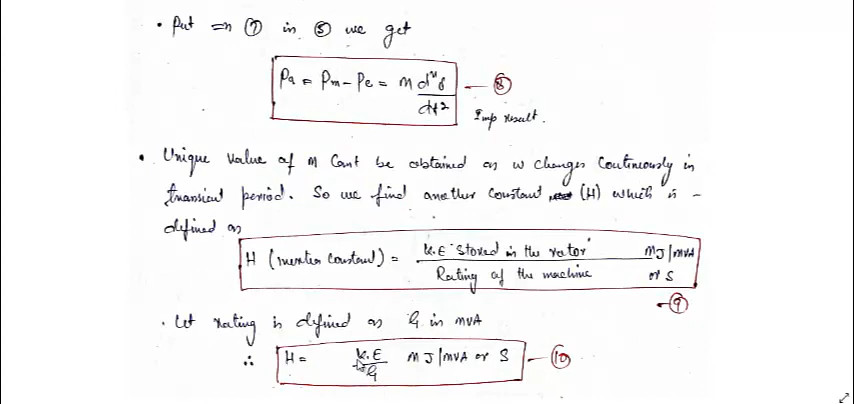 • Put eqn ⑦ in ⑤ we get
Pa = Pm - Pe = M d²δ/dt² — ⑧
Imp result.
• Unique value of M Cant be obtained as w changes Continuously in
transient period. So we find another Constant (H) which is -
defined as
H (inertia constant) = K.E "Stored in the rotor" / Rating of the machine MJ/MVA or S
— ⑨
• Let rating is defined as G in MVA
∴ H = K.E / G MJ/MVA or S — ⑩